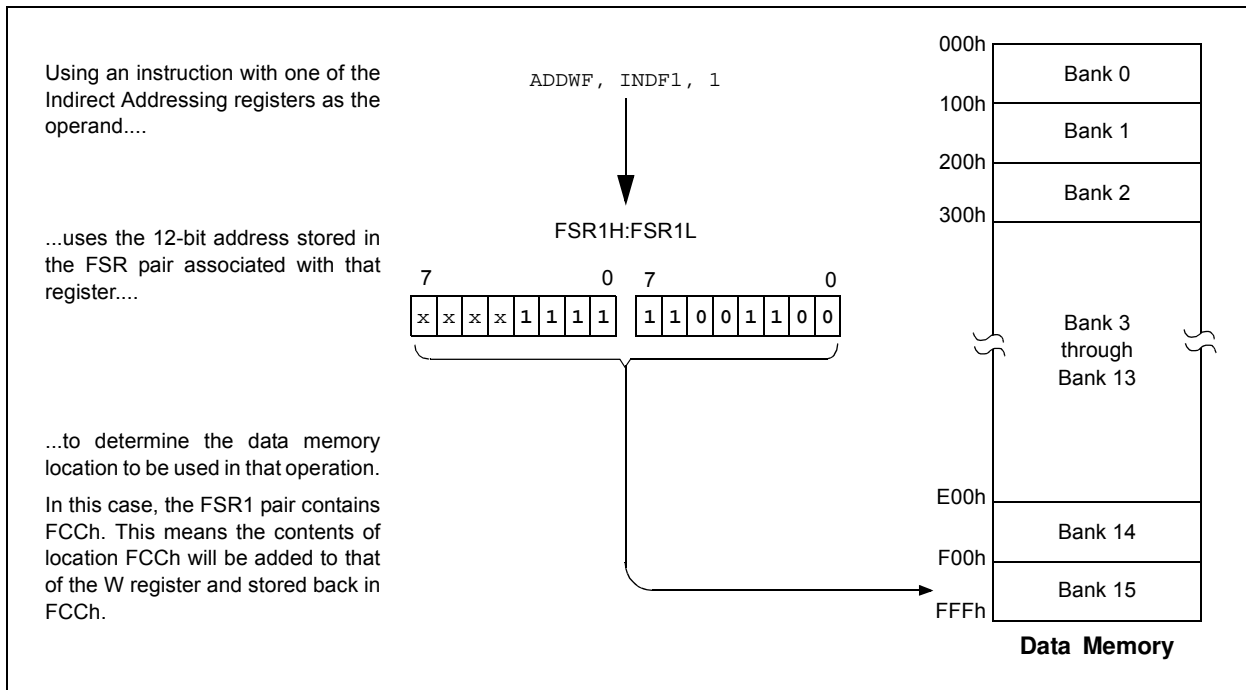 Using an instruction with one of the
Indirect Addressing registers as the
operand....
ADDWF, INDF1, 1
...uses the 12-bit address stored in
the FSR pair associated with that
register....
FSR1H:FSR1L
7 0 7 0
x x x x 1 1 1 1 1 1 0 0 1 1 0 0
...to determine the data memory
location to be used in that operation.
In this case, the FSR1 pair contains
FCCh. This means the contents of
location FCCh will be added to that
of the W register and stored back in
FCCh.
000h
Bank 0
100h
Bank 1
200h
Bank 2
300h
Bank 3
through
Bank 13
E00h
Bank 14
F00h
Bank 15
FFFh
Data Memory